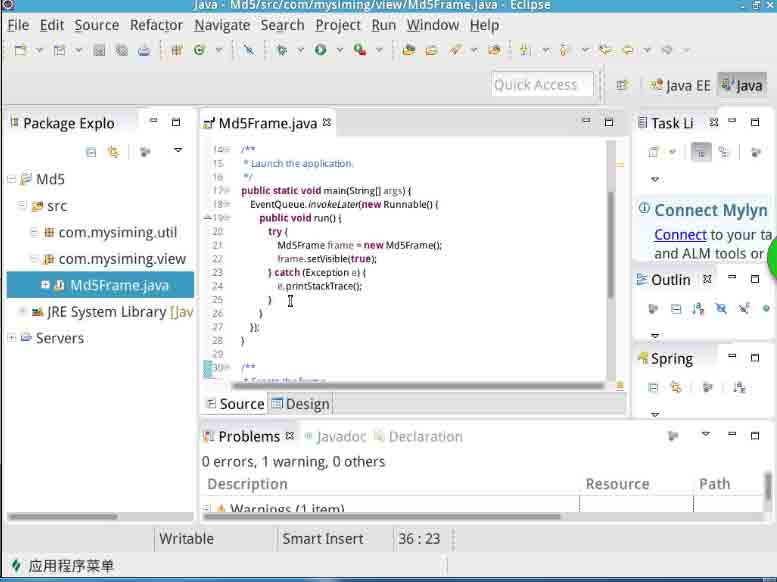 Java - Md5/src/com/mysiming/view/Md5Frame.java - Eclipse
File Edit Source Refactor Navigate Search Project Run Window Help
Quick Access
Java EE
Java
Package Explo
Md5
src
com.mysiming.util
com.mysiming.view
Md5Frame.java
JRE System Library [Jav
Servers
Md5Frame.java
14 /**
15 * Launch the application.
16 */
17 public static void main(String[] args) {
18 EventQueue.invokeLater(new Runnable() {
19 public void run() {
20 try {
21 Md5Frame frame = new Md5Frame();
22 frame.setVisible(true);
23 } catch (Exception e) {
24 e.printStackTrace();
25 }
26 }
27 });
28 }
29
30 /**
* Create the frame
Source Design
Task Li
Connect Mylyn
Connect to your ta
and ALM tools or
Outlin
Spring
Problems Javadoc Declaration
0 errors, 1 warning, 0 others
Description Resource Path
Warnings (1 item)
Writable Smart Insert 36 : 23
应用程序菜单